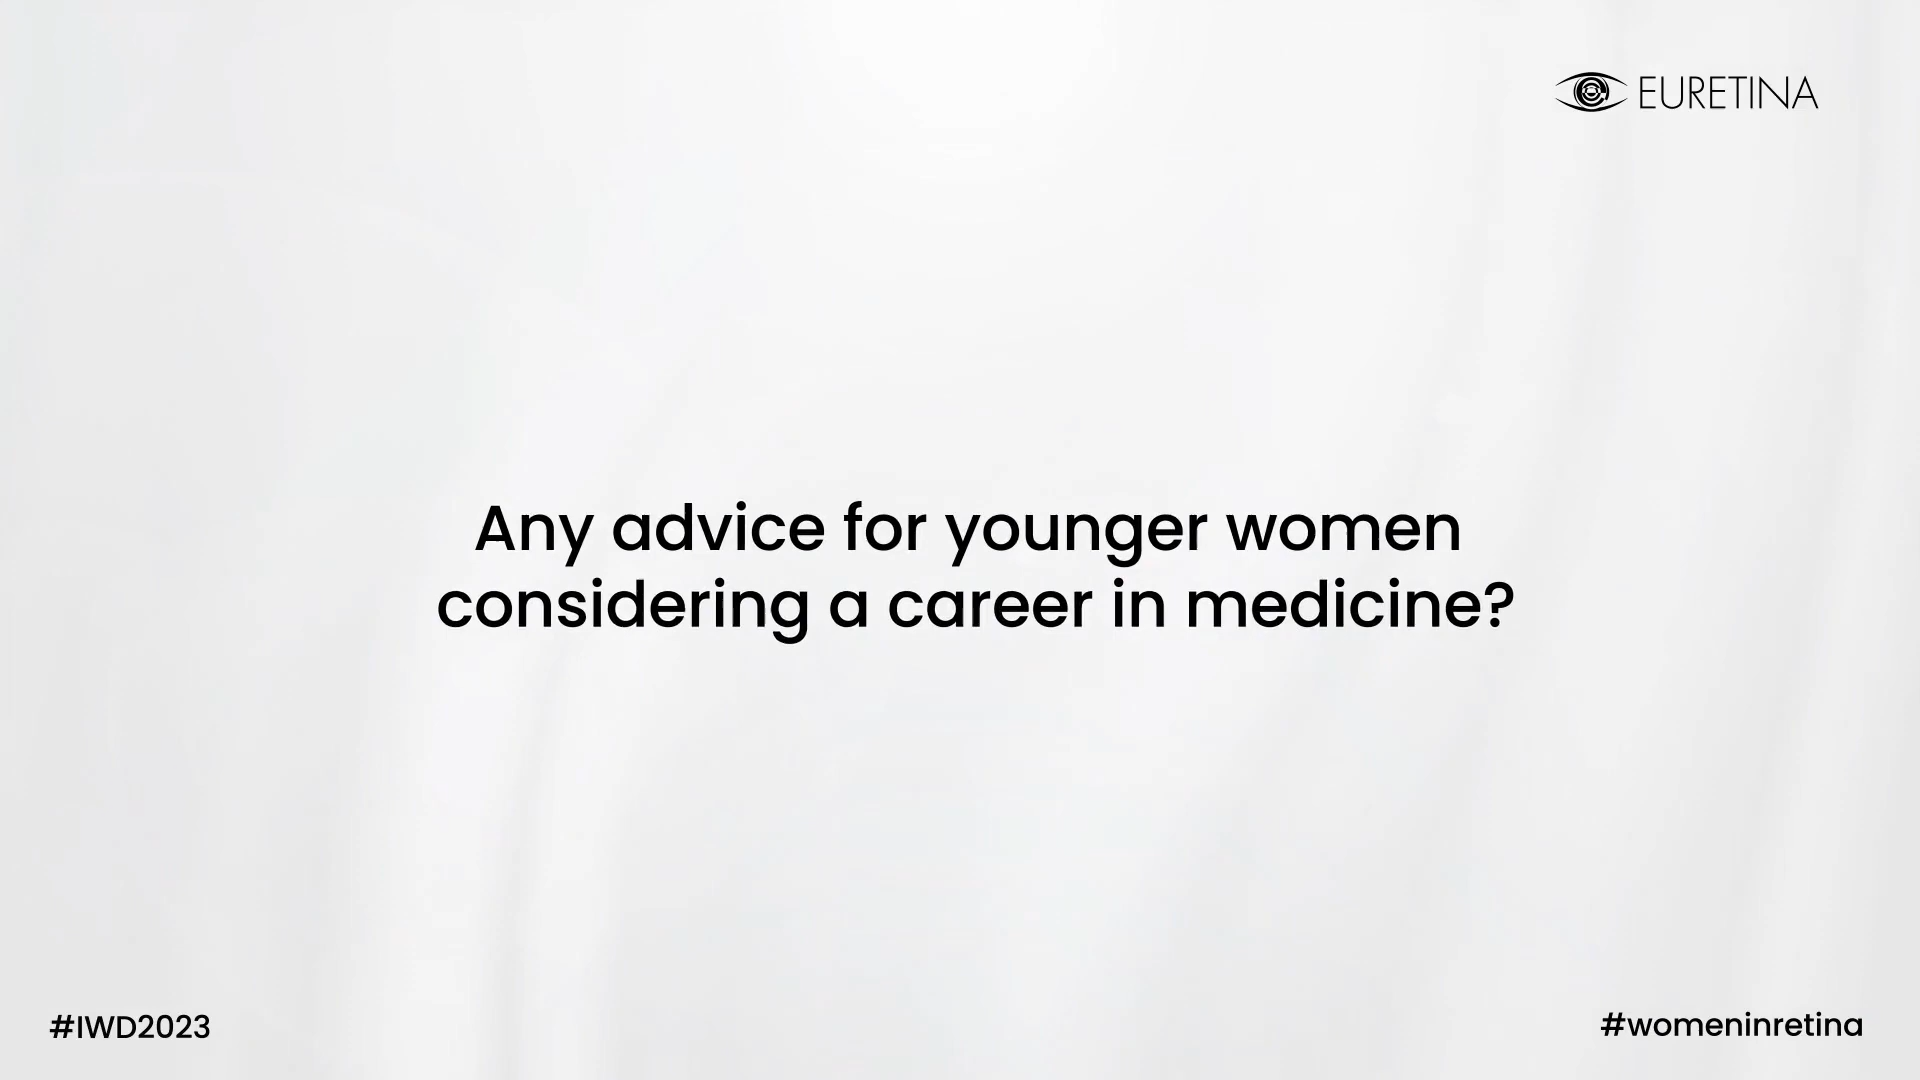 EURETINA
Any advice for younger women
considering a career in medicine?
#IWD2023
#womeninretina